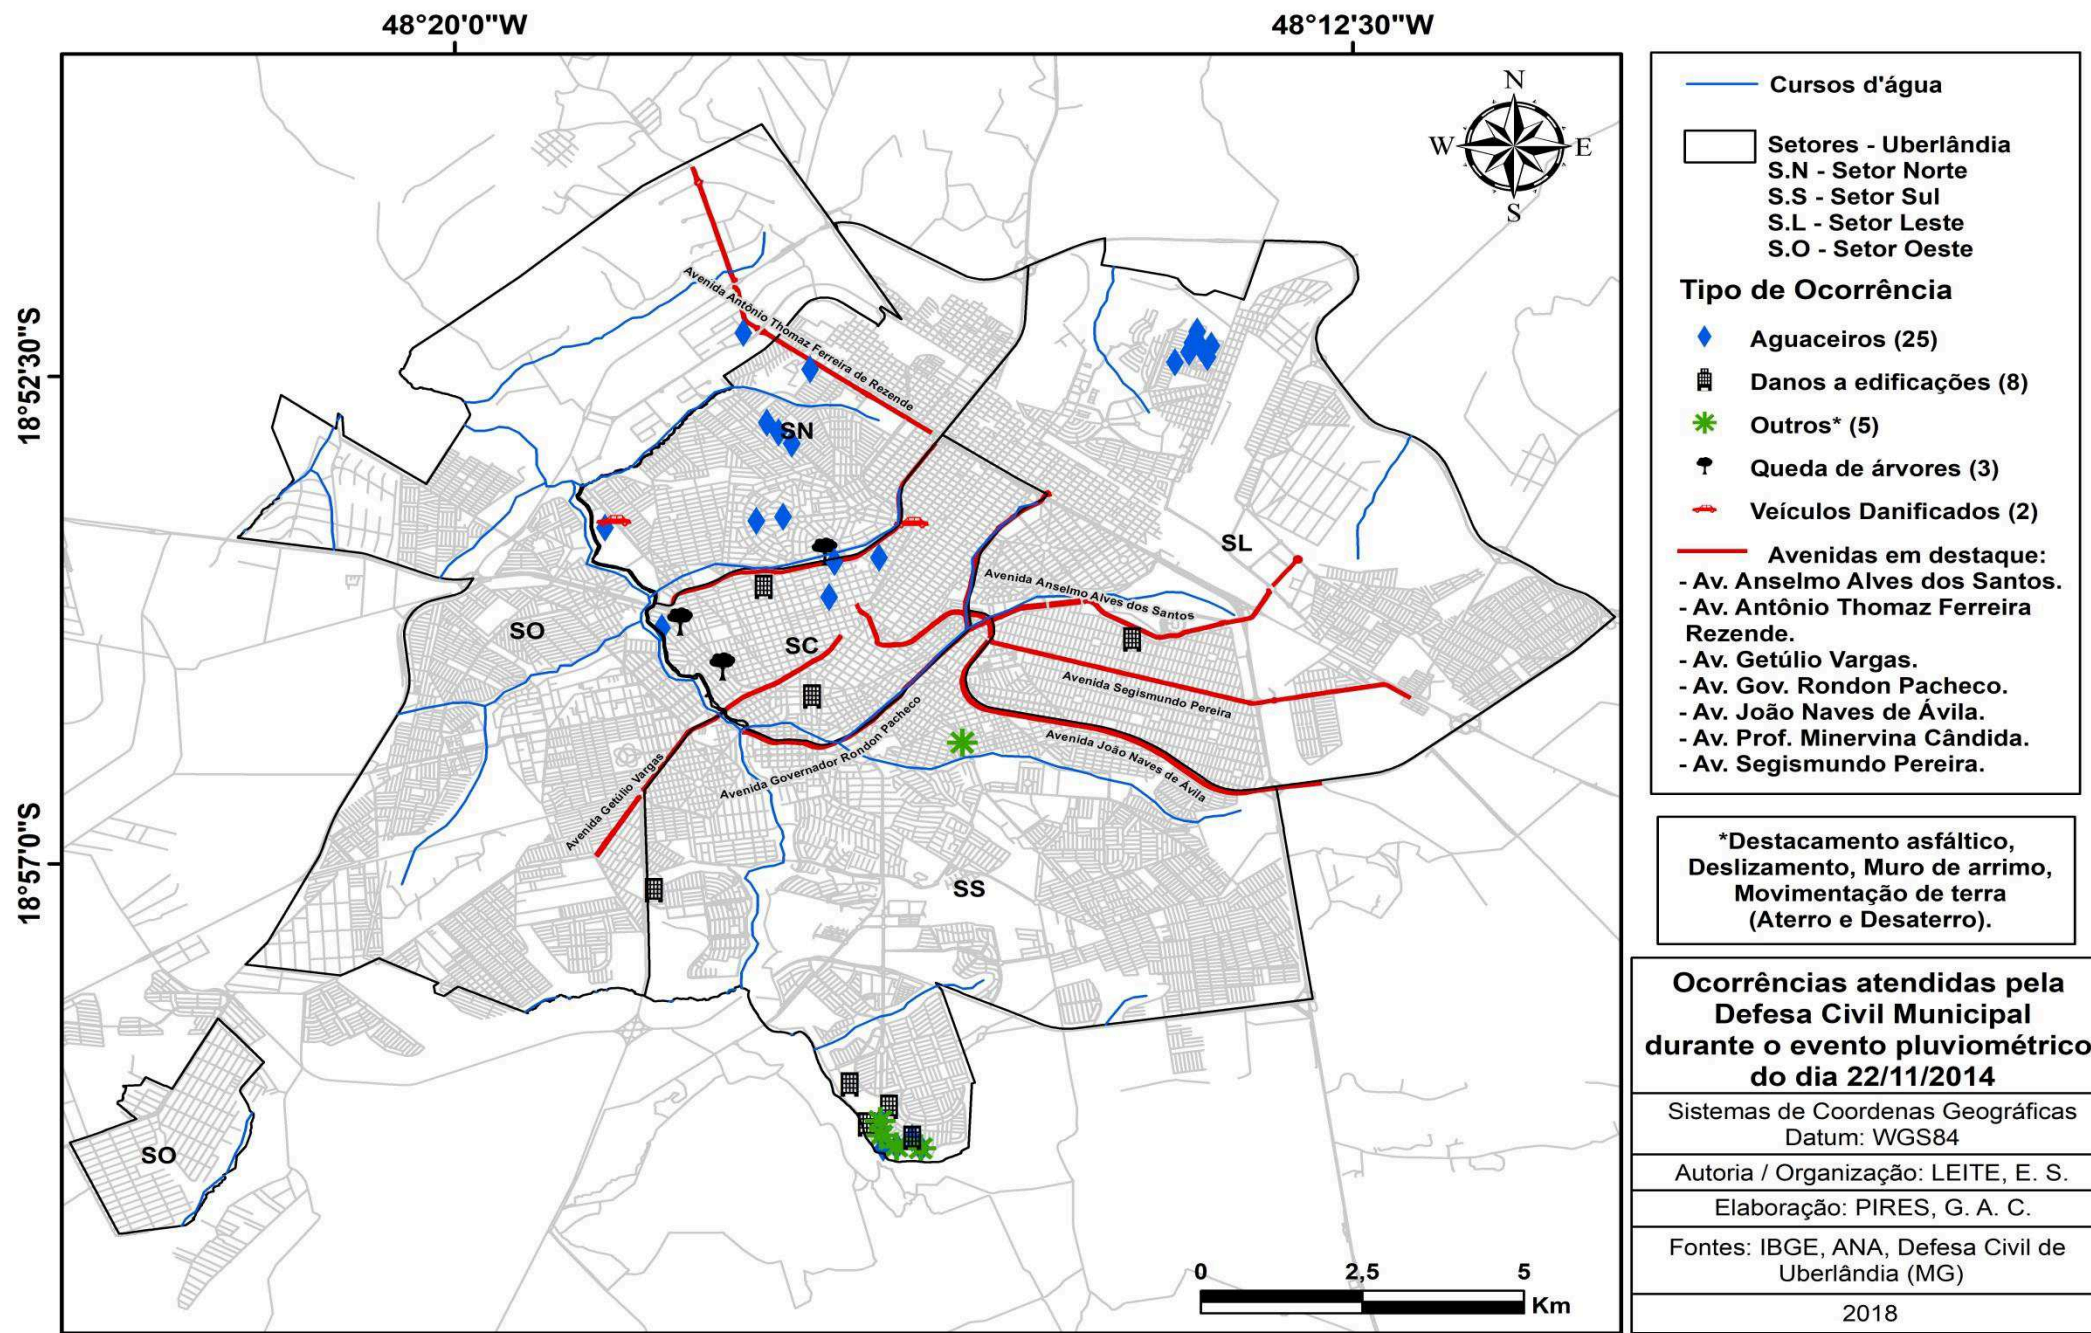 48°20'0"W
48°12'30"W
18°52'30"S
18°57'0"S
N
W
E
S
Avenida Antônio Thomaz Ferreira de Rezende
SN
SL
SO
SC
Avenida Anselmo Alves dos Santos
Avenida Segismundo Pereira
Avenida João Naves de Ávila
Avenida Governador Rondon Pacheco
Avenida Getúlio Vargas
SS
SO
0
2,5
5
Km
Cursos d'água
Setores - Uberlândia
S.N - Setor Norte
S.S - Setor Sul
S.L - Setor Leste
S.O - Setor Oeste
Tipo de Ocorrência
Aguaceiros (25)
Danos a edificações (8)
Outros* (5)
Queda de árvores (3)
Veículos Danificados (2)
Avenidas em destaque:
- Av. Anselmo Alves dos Santos.
- Av. Antônio Thomaz Ferreira
Rezende.
- Av. Getúlio Vargas.
- Av. Gov. Rondon Pacheco.
- Av. João Naves de Ávila.
- Av. Prof. Minervina Cândida.
- Av. Segismundo Pereira.
*Destacamento asfáltico,
Deslizamento, Muro de arrimo,
Movimentação de terra
(Aterro e Desaterro).
Ocorrências atendidas pela
Defesa Civil Municipal
durante o evento pluviométrico
do dia 22/11/2014
Sistemas de Coordenas Geográficas
Datum: WGS84
Autoria / Organização: LEITE, E. S.
Elaboração: PIRES, G. A. C.
Fontes: IBGE, ANA, Defesa Civil de
Uberlândia (MG)
2018